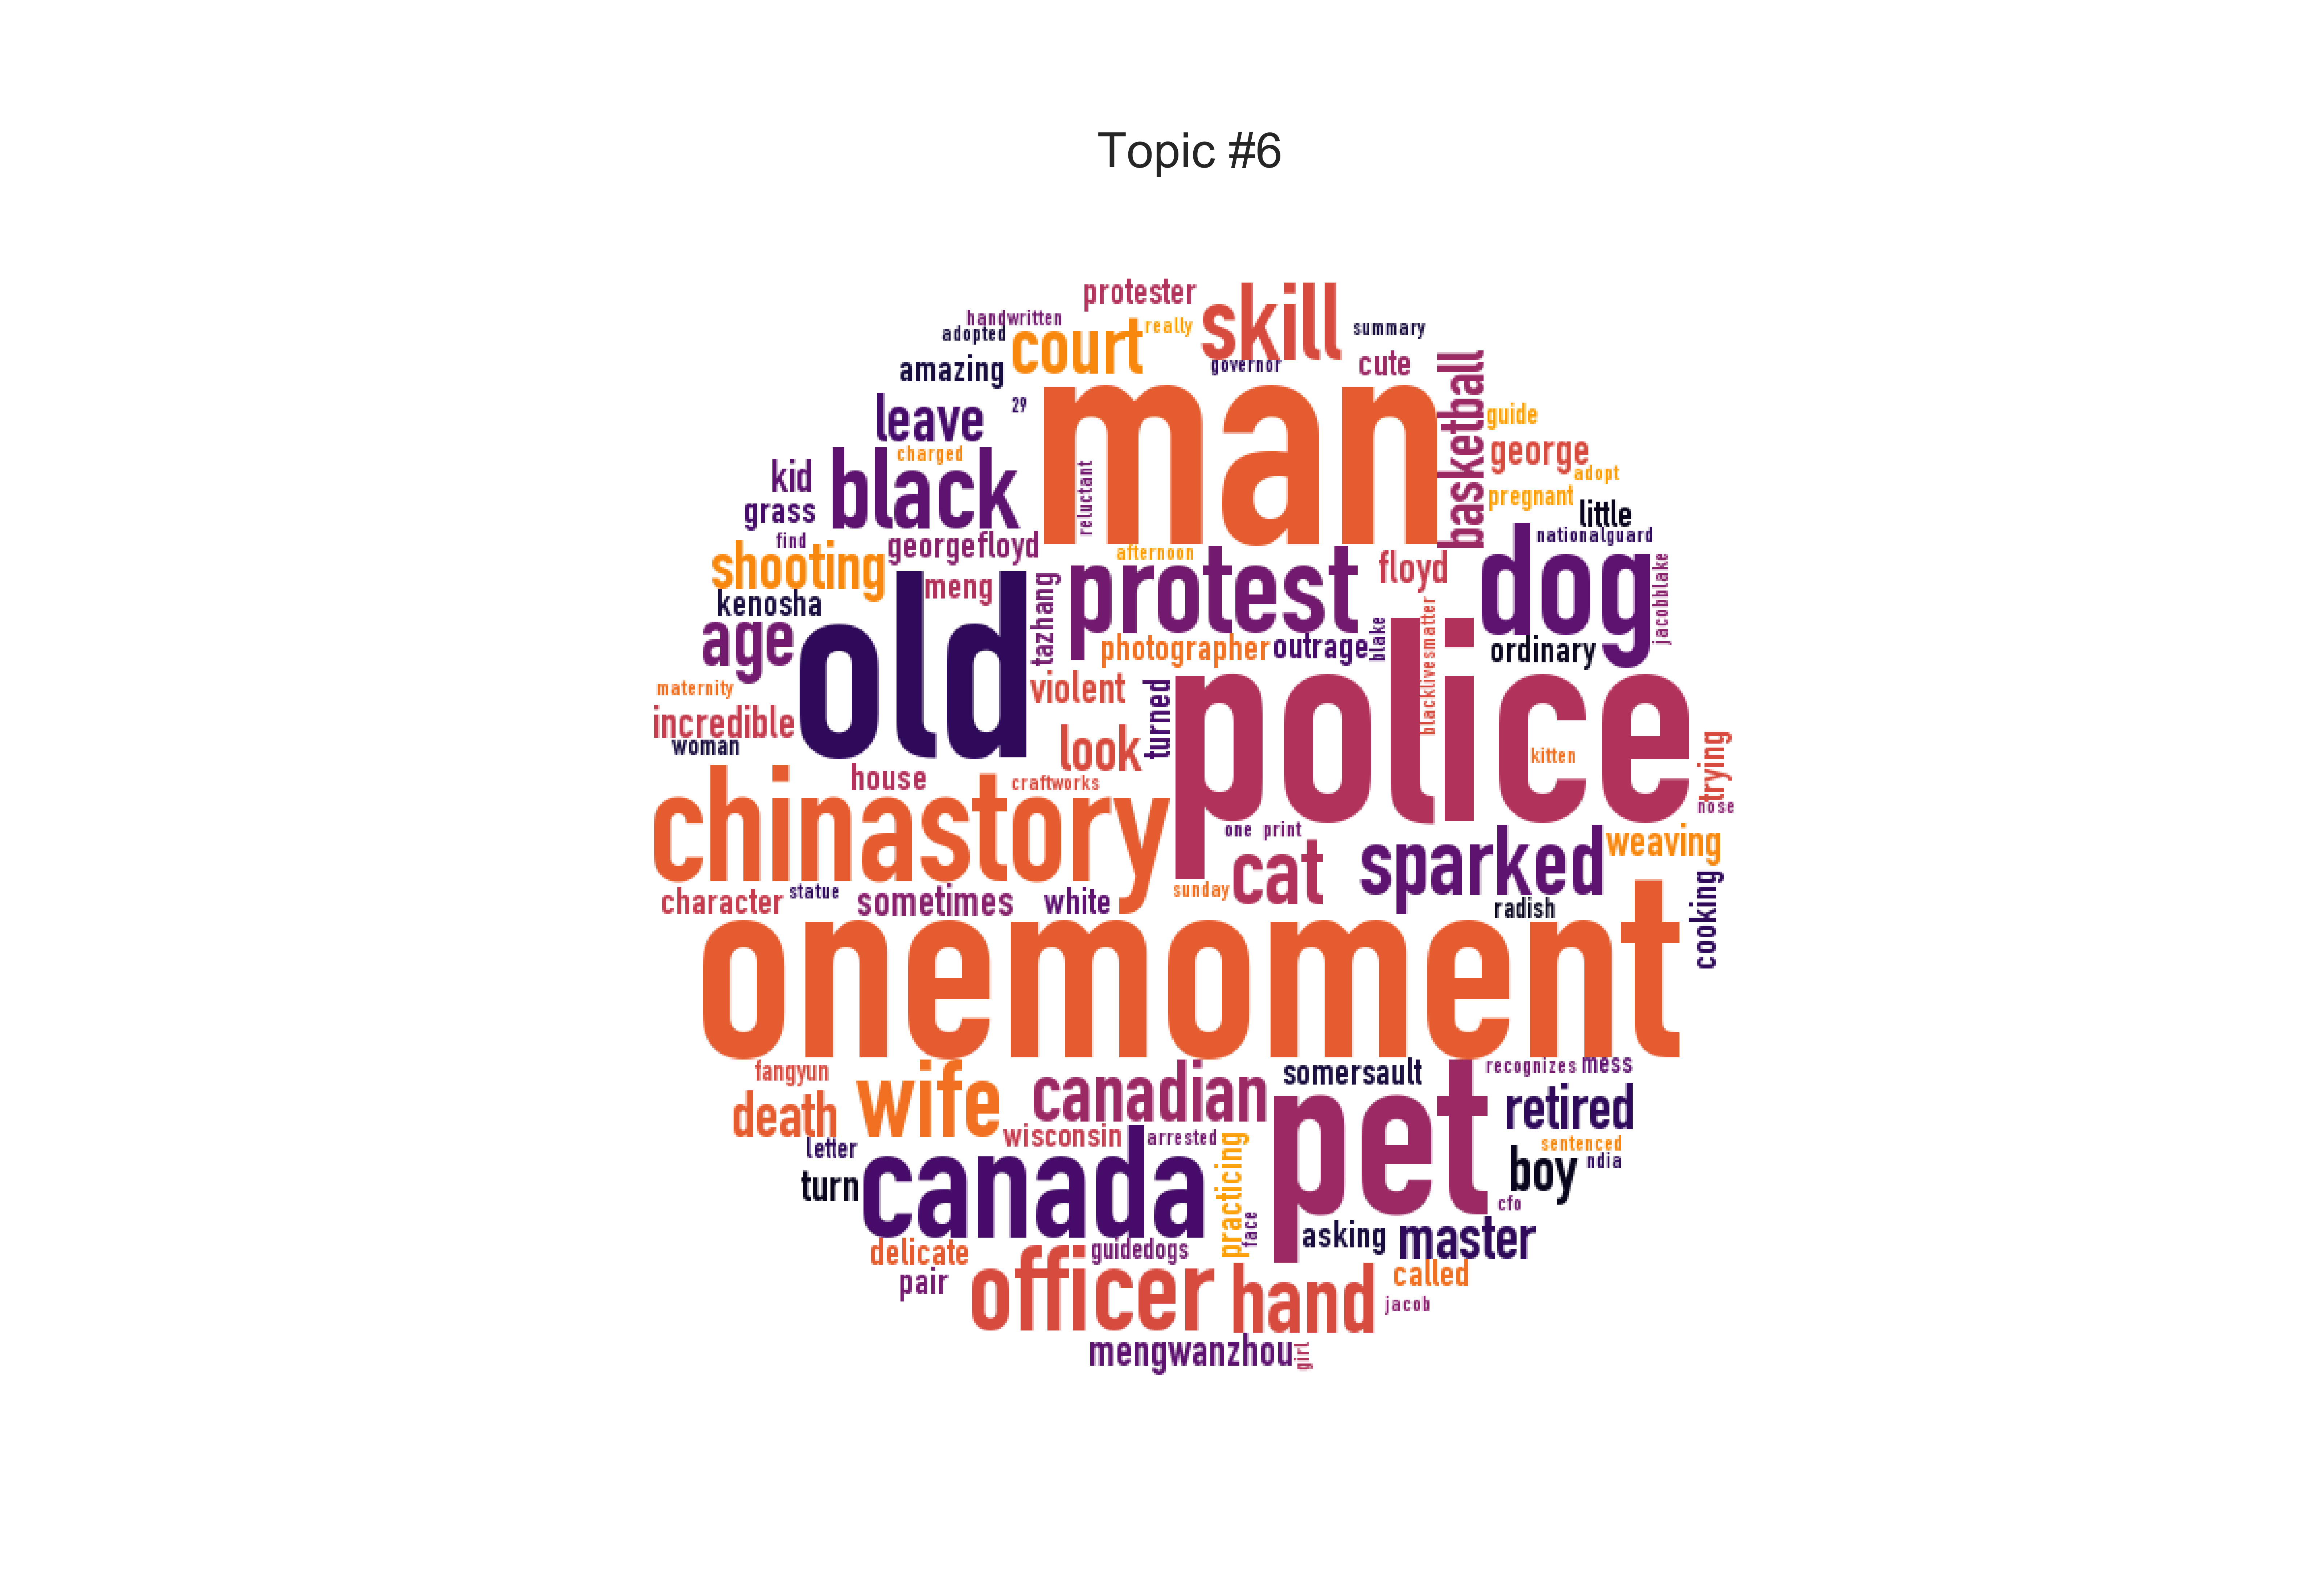 Topic #6
protester
skill
handwritten
adopted
court
really
summary
governor
cute
amazing
man
basketball
leave
29
guide
george
charged
adopt
kid
black
reluctant
pregnant
grass
little
find
georgefloyd
afternoon
nationalguard
shooting
protest
floyd
dog
jacobblake
meng
tazhang
kenosha
old
age
photographer
outrage
blake
blacklivesmatter
ordinary
police
maternity
violent
turned
incredible
woman
look
kitten
trying
house
craftworks
nose
chinastory
one print
cat
sparked
weaving
character
statue
sometimes
white
sunday
radish
cooking
onemoment
fangyun
wife
canadian
somersault
recognizes
mess
death
pet
retired
wisconsin
arrested
sentenced
letter
practicing
boy
ndia
turn
canada
cfo
face
asking
master
delicate
guidedogs
pair
officer
hand
called
jacob
mengwanzhou
girl